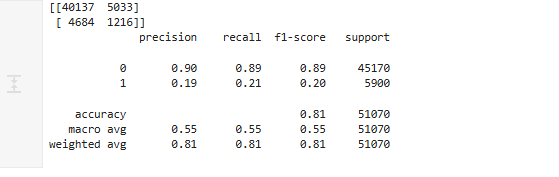 [[40137 5033]
[ 4684 1216]]
precision recall f1-score support
0 0.90 0.89 0.89 45170
1 0.19 0.21 0.20 5900
accuracy 0.81 51070
macro avg 0.55 0.55 0.55 51070
weighted avg 0.81 0.81 0.81 51070